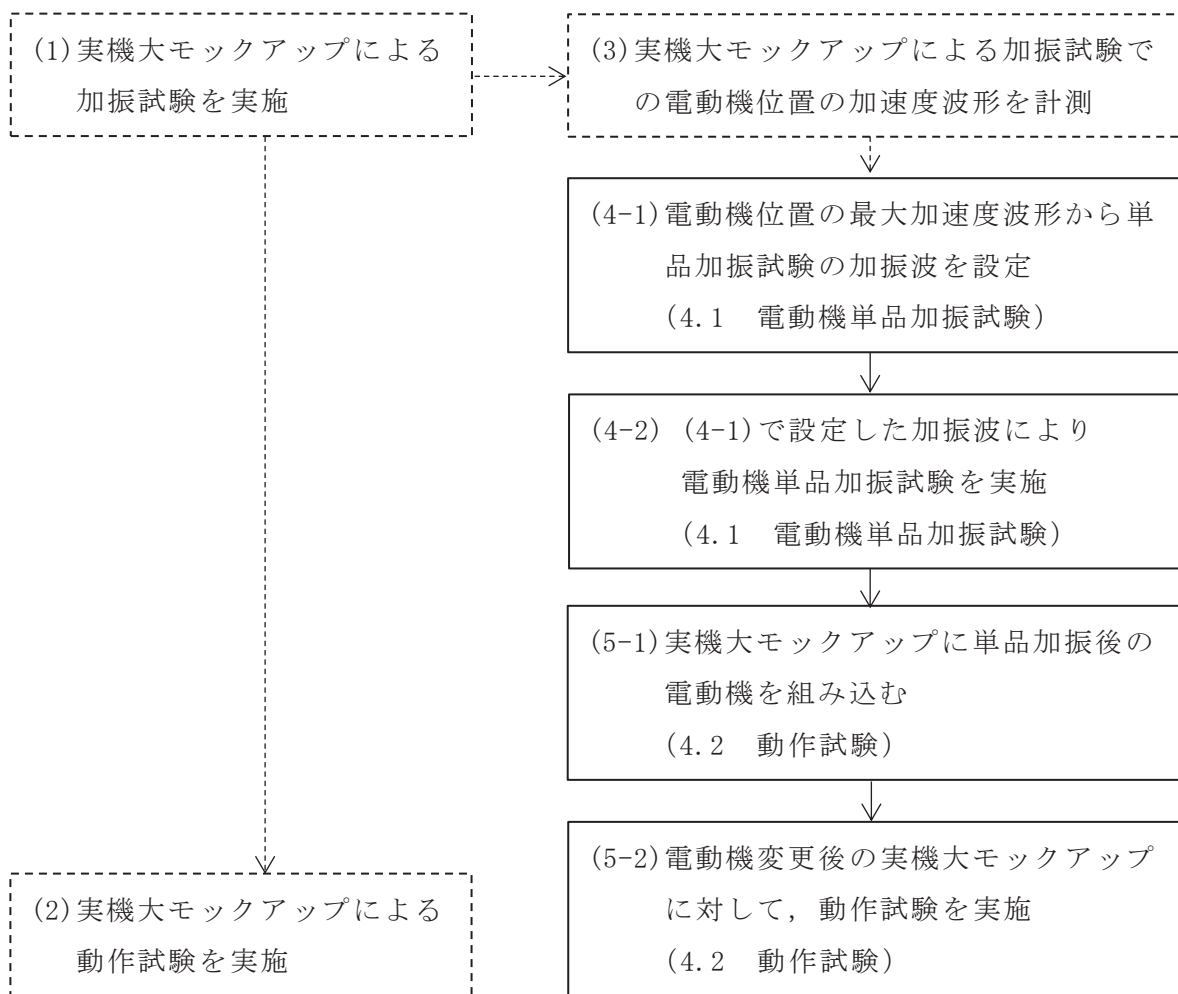 (1)実機大モックアップによる
加振試験を実施
(3)実機大モックアップによる加振試験で
の電動機位置の加速度波形を計測
(4-1)電動機位置の最大加速度波形から単
品加振試験の加振波を設定
(4.1 電動機単品加振試験)
(4-2) (4-1)で設定した加振波により
電動機単品加振試験を実施
(4.1 電動機単品加振試験)
(5-1)実機大モックアップに単品加振後の
電動機を組み込む
(4.2 動作試験)
(2)実機大モックアップによる
動作試験を実施
(5-2)電動機変更後の実機大モックアップ
に対して，動作試験を実施
(4.2 動作試験)